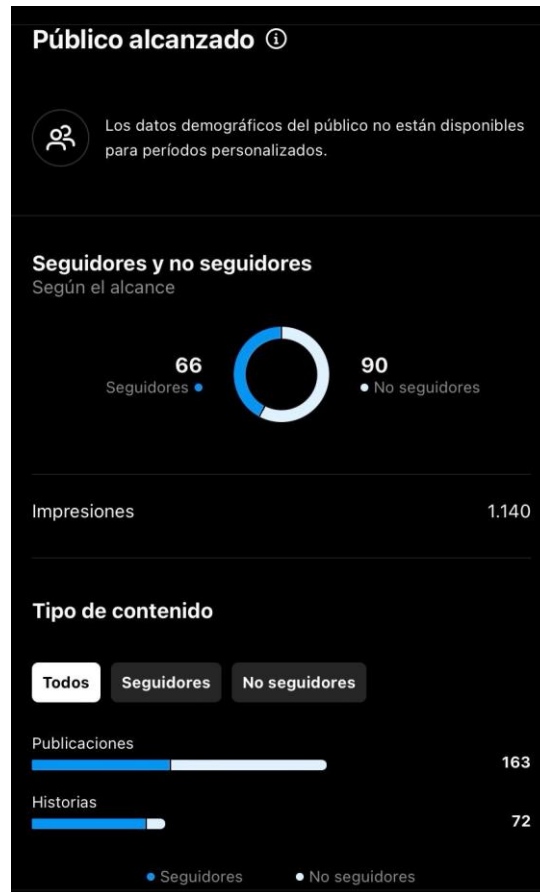 Público alcanzado
Los datos demográficos del público no están disponibles
para períodos personalizados.
Seguidores y no seguidores
Según el alcance
66
Seguidores
90
No seguidores
Impresiones 1.140
Tipo de contenido
Todos Seguidores No seguidores
Publicaciones
163
Historias
72
Seguidores No seguidores